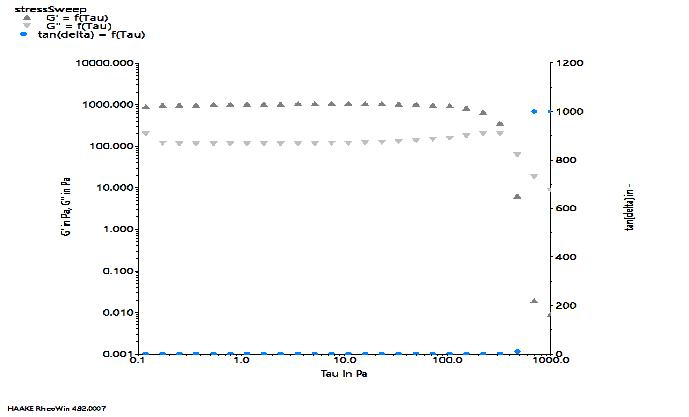 stressSweep
G' = f(Tau)
G" = f(Tau)
tan(delta) = f(Tau)
10000.000
1000.000
100.000
10.000
1.000
0.100
0.010
0.001
G' in Pa, G" in Pa
1200
1000
800
600
400
200
0
tan(delta) in -
0.1
1.0
10.0
100.0
1000.0
Tau in Pa
HAAKE RheoWin 4.82.0007